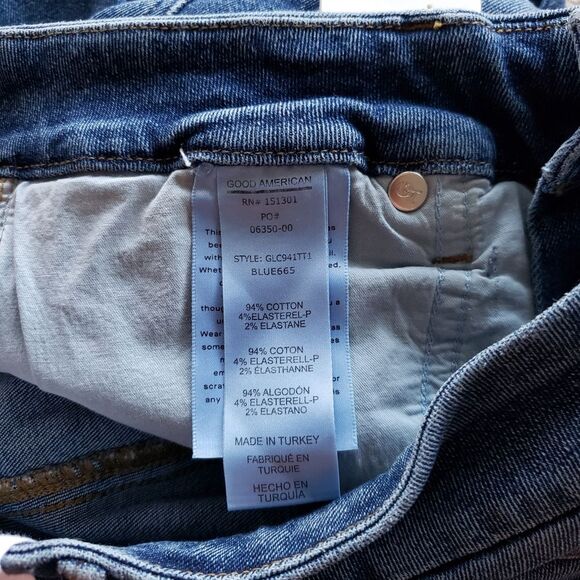 GOOD AMERICAN
RN# 151301
PO#
06350-00
STYLE: GLC941TT1
BLUE665
94% COTTON
4%ELASTERELL-P
2% ELASTANE
94% COTON
4% ELASTERELL-P
2% ÉLASTHANNE
94% ALGODÓN
4% ELASTERELL-P
2% ELASTANO
MADE IN TURKEY
FABRIQUÉ EN
TURQUIE
HECHO EN
TURQUÍA